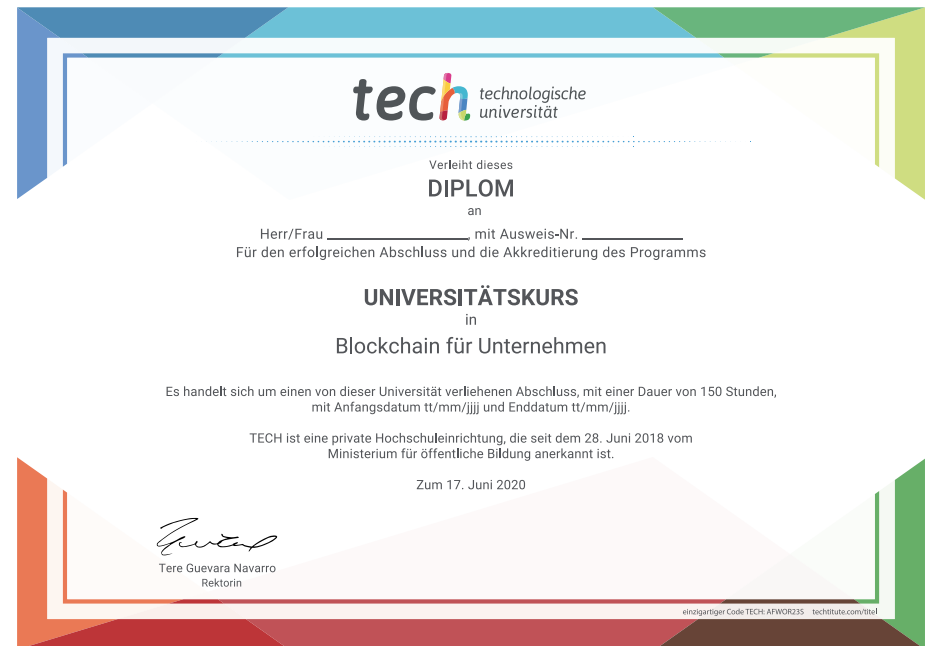 tech technologische
universität
Verleiht dieses
DIPLOM
an
Herr/Frau ____________________, mit Ausweis-Nr. ______________
Für den erfolgreichen Abschluss und die Akkreditierung des Programms
UNIVERSITÄTSKURS
in
Blockchain für Unternehmen
Es handelt sich um einen von dieser Universität verliehenen Abschluss, mit einer Dauer von 150 Stunden,
mit Anfangsdatum tt/mm/jjjj und Enddatum tt/mm/jjjj.
TECH ist eine private Hochschuleinrichtung, die seit dem 28. Juni 2018 vom
Ministerium für öffentliche Bildung anerkannt ist.
Zum 17. Juni 2020
Tere Guevara Navarro
Rektorin
einzigartiger Code TECH: AFWOR23S techtitute.com/titel